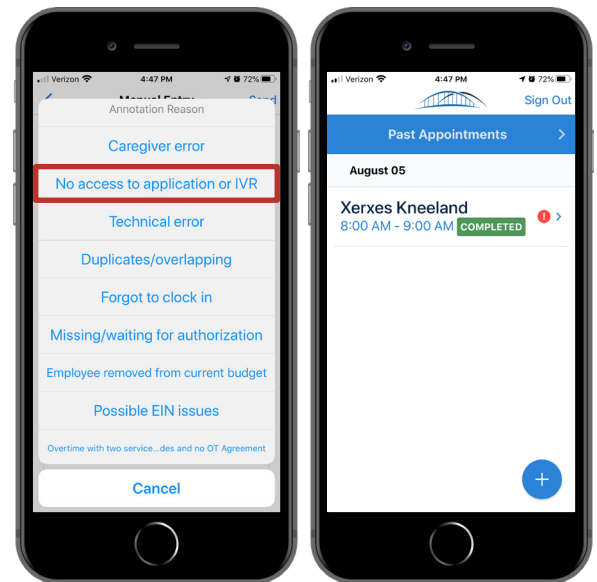 Verizon 4:47 PM 72%
Manual Entry Send
Annotation Reason
Caregiver error
No access to application or IVR
Technical error
Duplicates/overlapping
Forgot to clock in
Missing/waiting for authorization
Employee removed from current budget
Possible EIN issues
Overtime with two service...des and no OT Agreement
Cancel
Verizon 4:47 PM 72%
Sign Out
Past Appointments
August 05
Xerxes Kneeland
8:00 AM - 9:00 AM COMPLETED